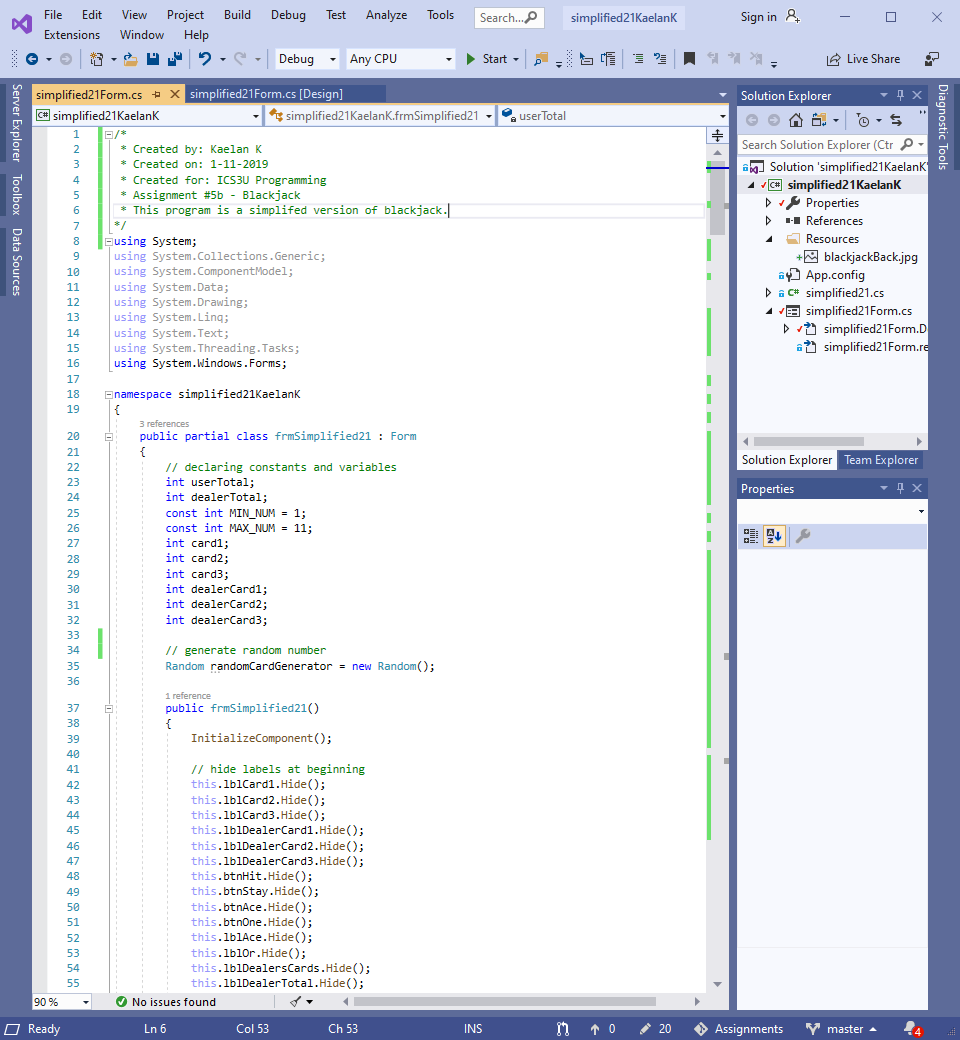 File Edit View Project Build Debug Test Analyze Tools Search... simplified21KaelanK Sign in
Extensions Window Help
Debug Any CPU Start Live Share
Server Explorer
Toolbox
Data Sources
simplified21Form.cs simplified21Form.cs [Design]
simplified21KaelanK simplified21KaelanK.frmSimplified21 userTotal
1 /*
2 * Created by: Kaelan K
3 * Created on: 1-11-2019
4 * Created for: ICS3U Programming
5 * Assignment #5b - Blackjack
6 * This program is a simplifed version of blackjack.
7 */
8 using System;
9 using System.Collections.Generic;
10 using System.ComponentModel;
11 using System.Data;
12 using System.Drawing;
13 using System.Linq;
14 using System.Text;
15 using System.Threading.Tasks;
16 using System.Windows.Forms;
17
18 namespace simplified21KaelanK
19 {
3 references
20 public partial class frmSimplified21 : Form
21 {
22 // declaring constants and variables
23 int userTotal;
24 int dealerTotal;
25 const int MIN_NUM = 1;
26 const int MAX_NUM = 11;
27 int card1;
28 int card2;
29 int card3;
30 int dealerCard1;
31 int dealerCard2;
32 int dealerCard3;
33
34 // generate random number
35 Random randomCardGenerator = new Random();
36
1 reference
37 public frmSimplified21()
38 {
39 InitializeComponent();
40
41 // hide labels at beginning
42 this.lblCard1.Hide();
43 this.lblCard2.Hide();
44 this.lblCard3.Hide();
45 this.lblDealerCard1.Hide();
46 this.lblDealerCard2.Hide();
47 this.lblDealerCard3.Hide();
48 this.btnHit.Hide();
49 this.btnStay.Hide();
50 this.btnAce.Hide();
51 this.btnOne.Hide();
52 this.lblAce.Hide();
53 this.lblOr.Hide();
54 this.lblDealersCards.Hide();
55 this.lblDealerTotal.Hide();
90 % No issues found
Solution Explorer
Search Solution Explorer (Ctr
Solution 'simplified21KaelanK'
C# simplified21KaelanK
Properties
References
Resources
blackjackBack.jpg
App.config
C# simplified21.cs
simplified21Form.cs
simplified21Form.D
simplified21Form.re
Solution Explorer Team Explorer
Properties
Diagnostic Tools
Ready Ln 6 Col 53 Ch 53 INS 0 20 Assignments master 4